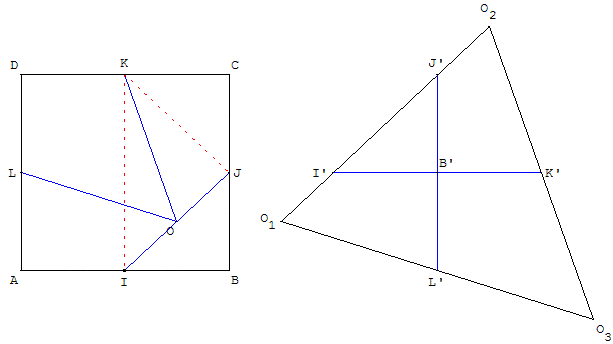 O2
D K C J'
L J I' B' K'
O O1
A I B L'
O3